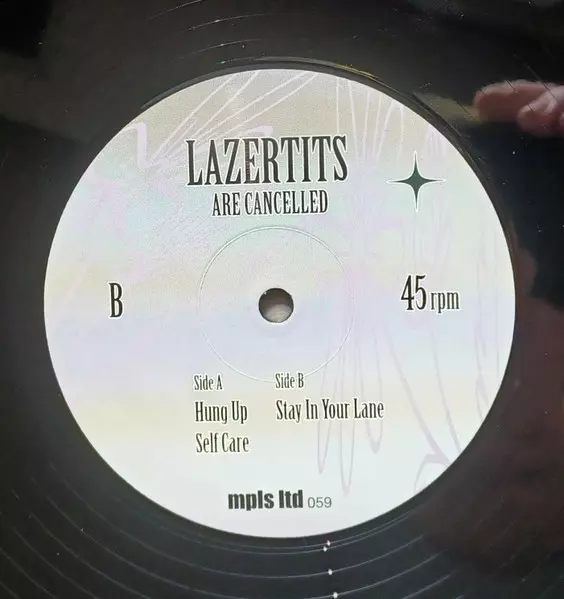 LAZERTITS
ARE CANCELLED
B
45 rpm
Side A
Hung Up
Self Care
Side B
Stay In Your Lane
mpls ltd 059